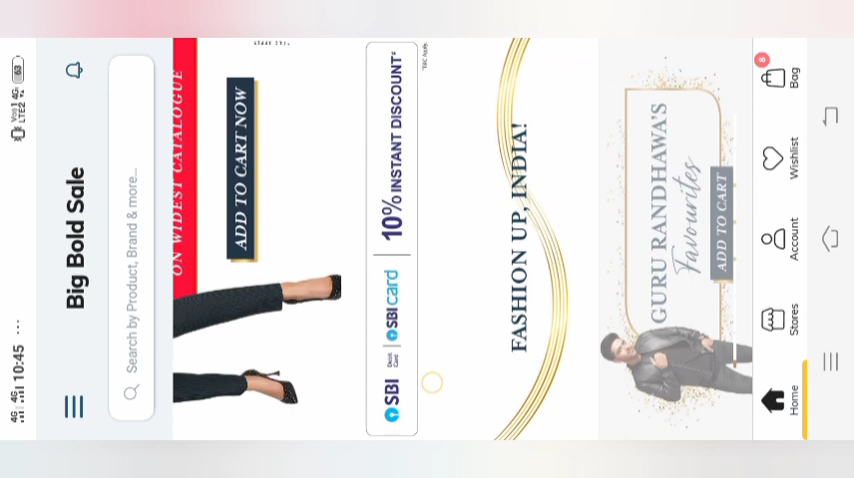 4G 4G 10:45 ...
Vo)) 1 4G
LTE2
63
Big Bold Sale
Search by Product, Brand & more...
ON WIDEST CATALOGUE
ADD TO CART NOW
SBI Debit Card | SBI card | 10% INSTANT DISCOUNT*
*T&C Apply
FASHION UP, INDIA!
GURU RANDHAWA'S
Favourites
ADD TO CART
8
Home Stores Account Wishlist Bag